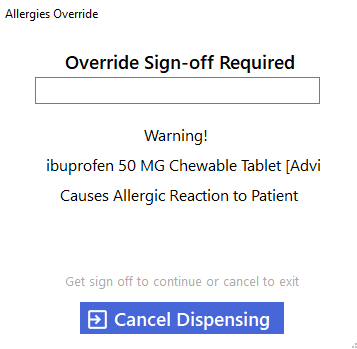 Allergies Override
Override Sign-off Required
Warning!
ibuprofen 50 MG Chewable Tablet [Advi
Causes Allergic Reaction to Patient
Get sign off to continue or cancel to exit
Cancel Dispensing